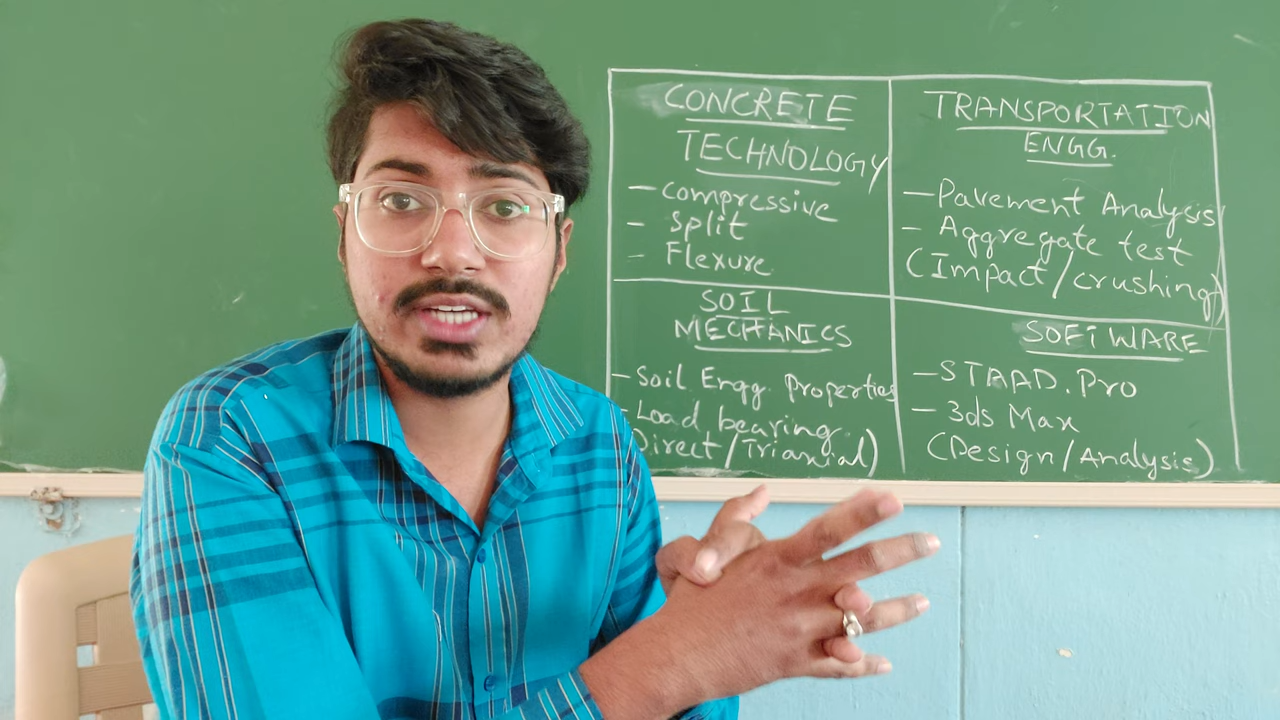 CONCRETE
TECHNOLOGY
- Compressive
- Split
- Flexure
TRANSPORTATION
ENGG.
- Pavement Analysis
- Aggregate test
(Impact/crushing)
SOIL
MECHANICS
- Soil Engg. Properties
- Load bearing
Direct/Triaxial)
SOFTWARE
- STAAD.Pro
- 3ds Max
(Design/Analysis)